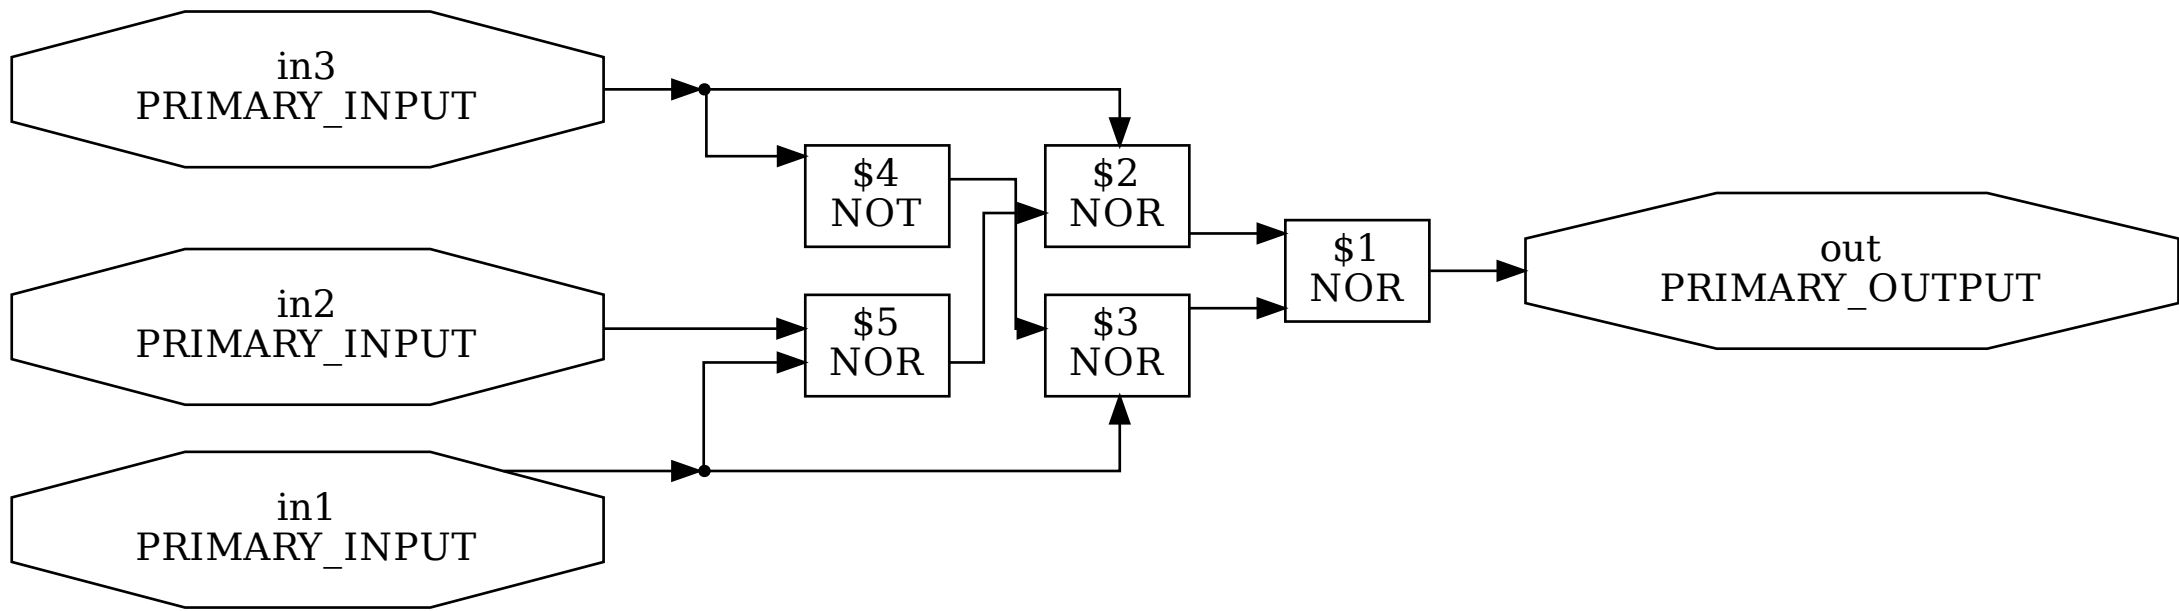 in3
PRIMARY_INPUT
$4
NOT
$2
NOR
$1
NOR
out
PRIMARY_OUTPUT
in2
PRIMARY_INPUT
$5
NOR
$3
NOR
in1
PRIMARY_INPUT